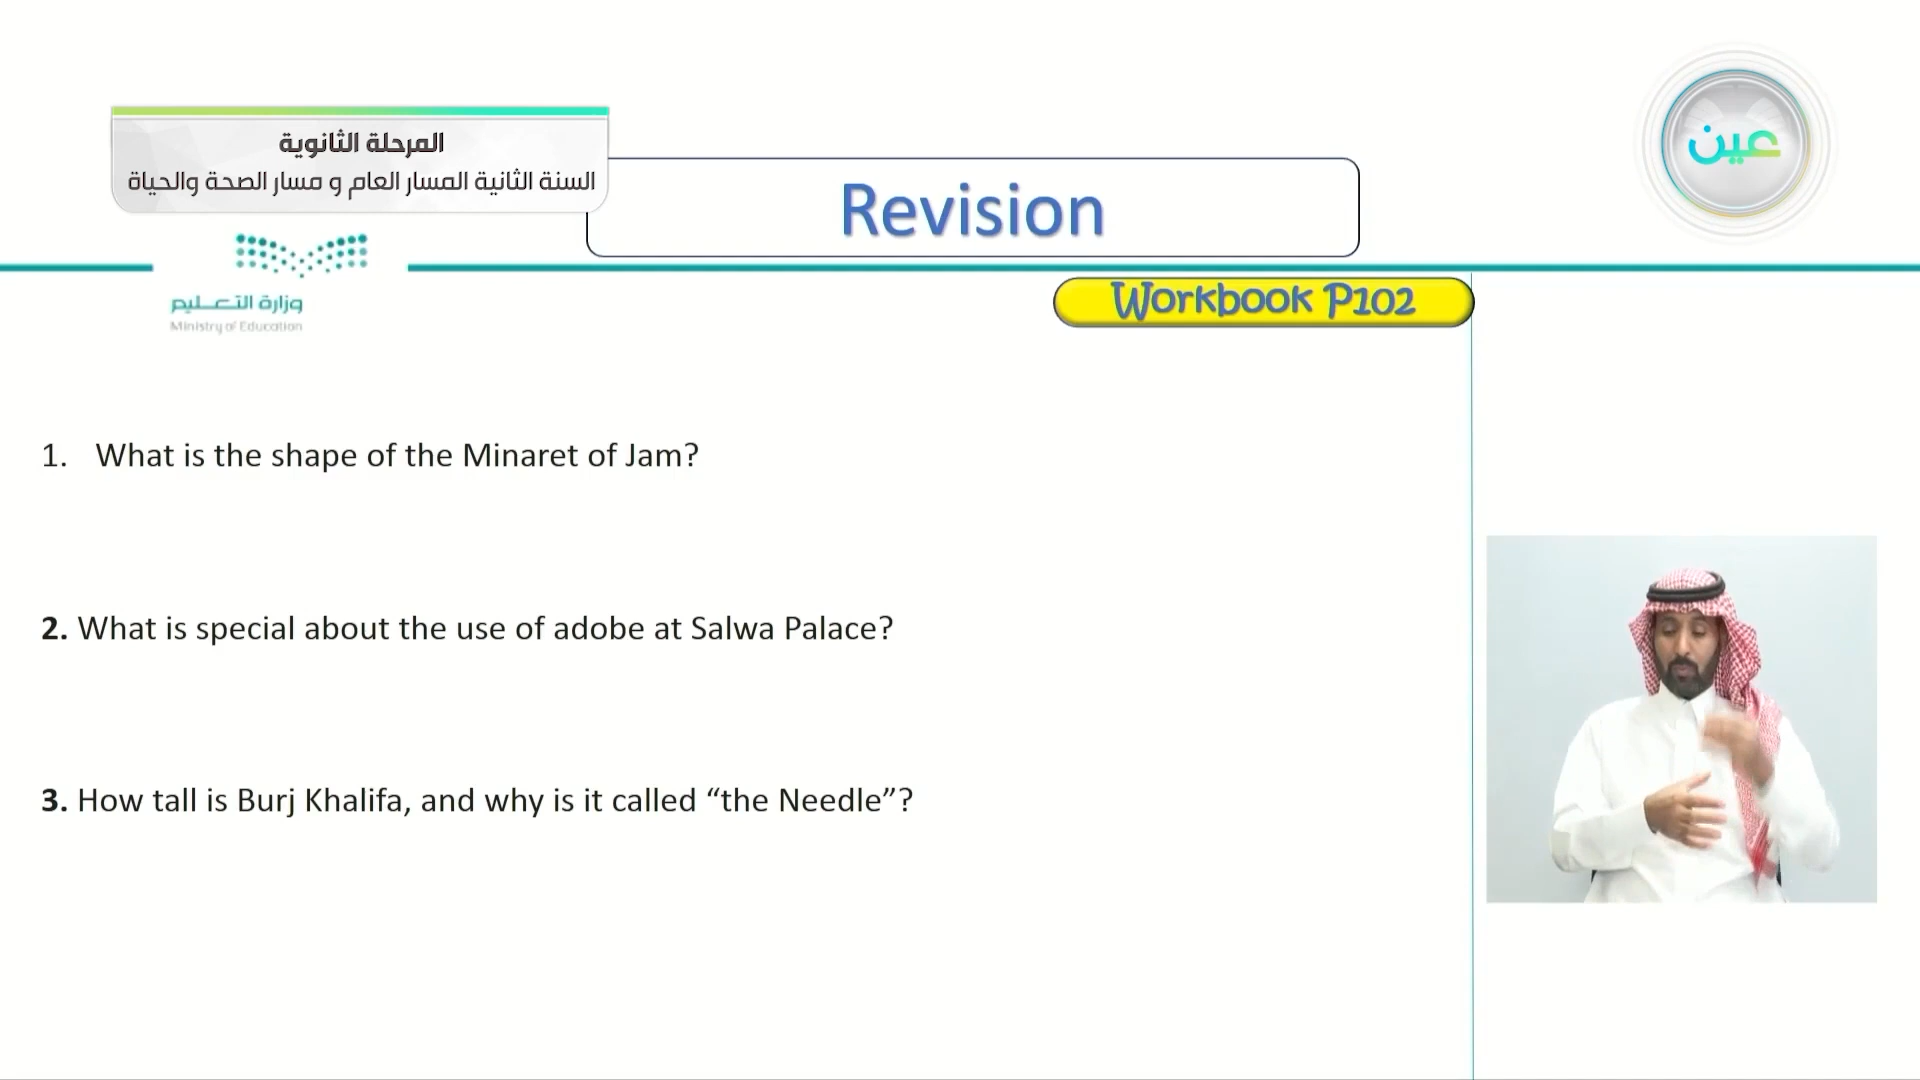 المرحلة الثانوية
السنة الثانية المسار العام و مسار الصحة والحياة
عين
Revision
وزارة التعليم
Ministry of Education
Workbook P102
1. What is the shape of the Minaret of Jam?
2. What is special about the use of adobe at Salwa Palace?
3. How tall is Burj Khalifa, and why is it called “the Needle”?